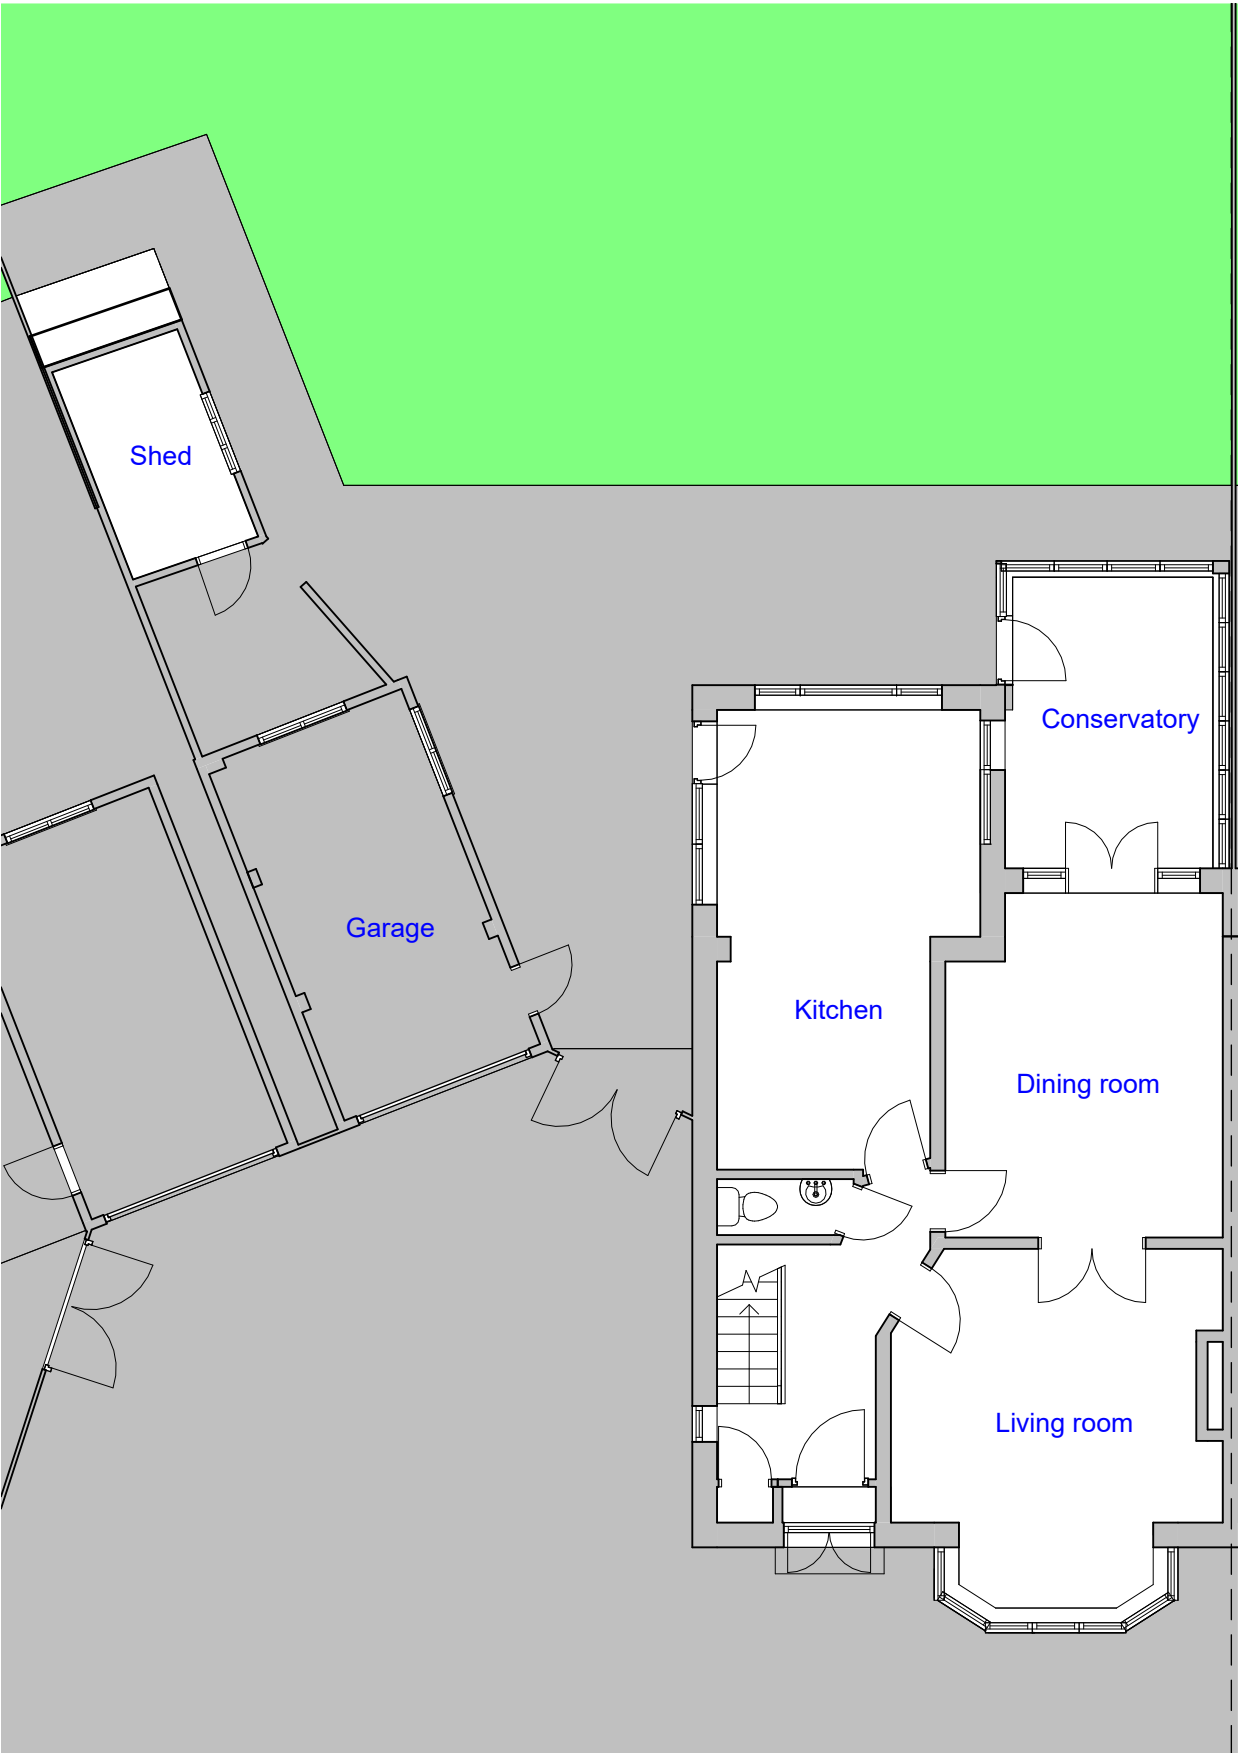 Shed
Conservatory
Garage
Kitchen
Dining room
Living room